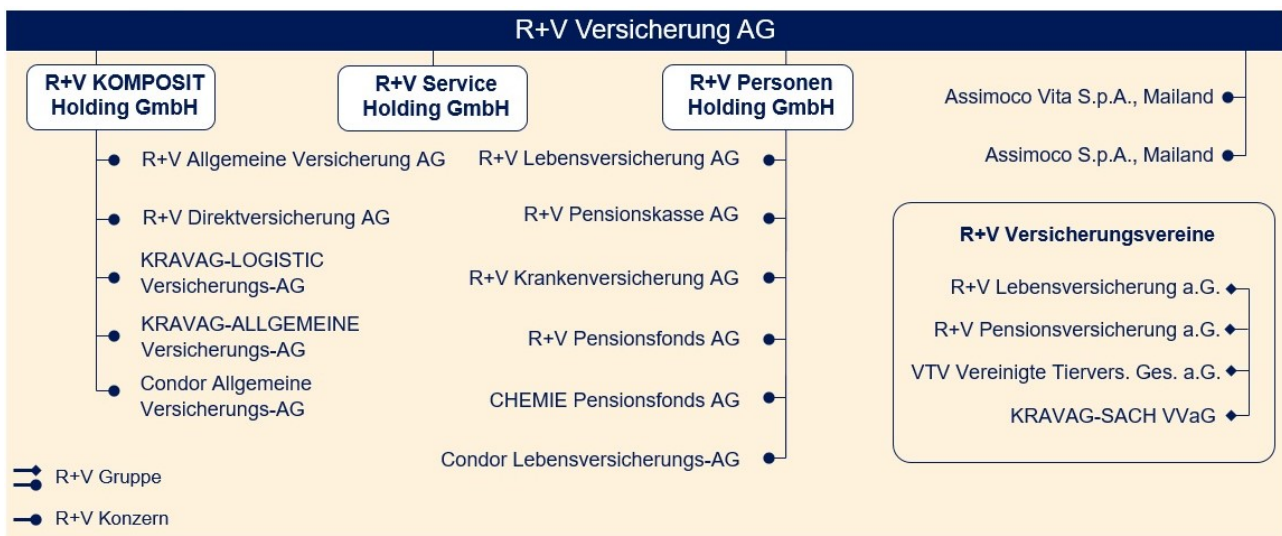 R+V Versicherung AG
R+V KOMPOSIT
Holding GmbH
R+V Allgemeine Versicherung AG
R+V Direktversicherung AG
KRAVAG-LOGISTIC
Versicherungs-AG
KRAVAG-ALLGEMEINE
Versicherungs-AG
Condor Allgemeine
Versicherungs-AG
R+V Service
Holding GmbH
R+V Personen
Holding GmbH
R+V Lebensversicherung AG
R+V Pensionskasse AG
R+V Krankenversicherung AG
R+V Pensionsfonds AG
CHEMIE Pensionsfonds AG
Condor Lebensversicherungs-AG
Assimoco Vita S.p.A., Mailand
Assimoco S.p.A., Mailand
R+V Versicherungsvereine
R+V Lebensversicherung a.G.
R+V Pensionsversicherung a.G.
VTV Vereinigte Tiervers. Ges. a.G.
KRAVAG-SACH VVaG
R+V Gruppe
R+V Konzern